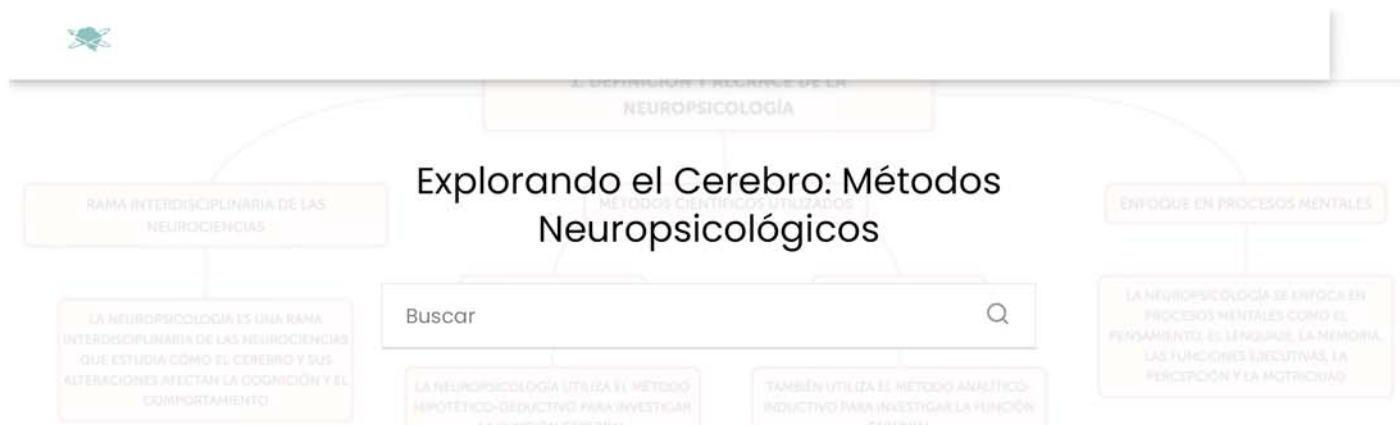 1. DEFINICIÓN Y ALCANCE DE LA
NEUROPSICOLOGÍA
Explorando el Cerebro: Métodos
Neuropsicológicos
RAMA INTERDISCIPLINARIA DE LAS
NEUROCIENCIAS
MÉTODOS CIENTÍFICOS UTILIZADOS
ENFOQUE EN PROCESOS MENTALES
Buscar
LA NEUROPSICOLOGÍA ES UNA RAMA
INTERDISCIPLINARIA DE LAS NEUROCIENCIAS
QUE ESTUDIA CÓMO EL CEREBRO Y SUS
ALTERACIONES AFECTAN LA COGNICIÓN Y EL
COMPORTAMIENTO
LA NEUROPSICOLOGÍA UTILIZA EL MÉTODO
HIPOTÉTICO-DEDUCTIVO PARA INVESTIGAR
LA FUNCIÓN CEREBRAL
TAMBIÉN UTILIZA EL MÉTODO ANALÍTICO-
INDUCTIVO PARA INVESTIGAR LA FUNCIÓN
CEREBRAL
LA NEUROPSICOLOGÍA SE ENFOCA EN
PROCESOS MENTALES COMO EL
PENSAMIENTO, EL LENGUAJE, LA MEMORIA,
LAS FUNCIONES EJECUTIVAS, LA
PERCEPCIÓN Y LA MOTRICIDAD